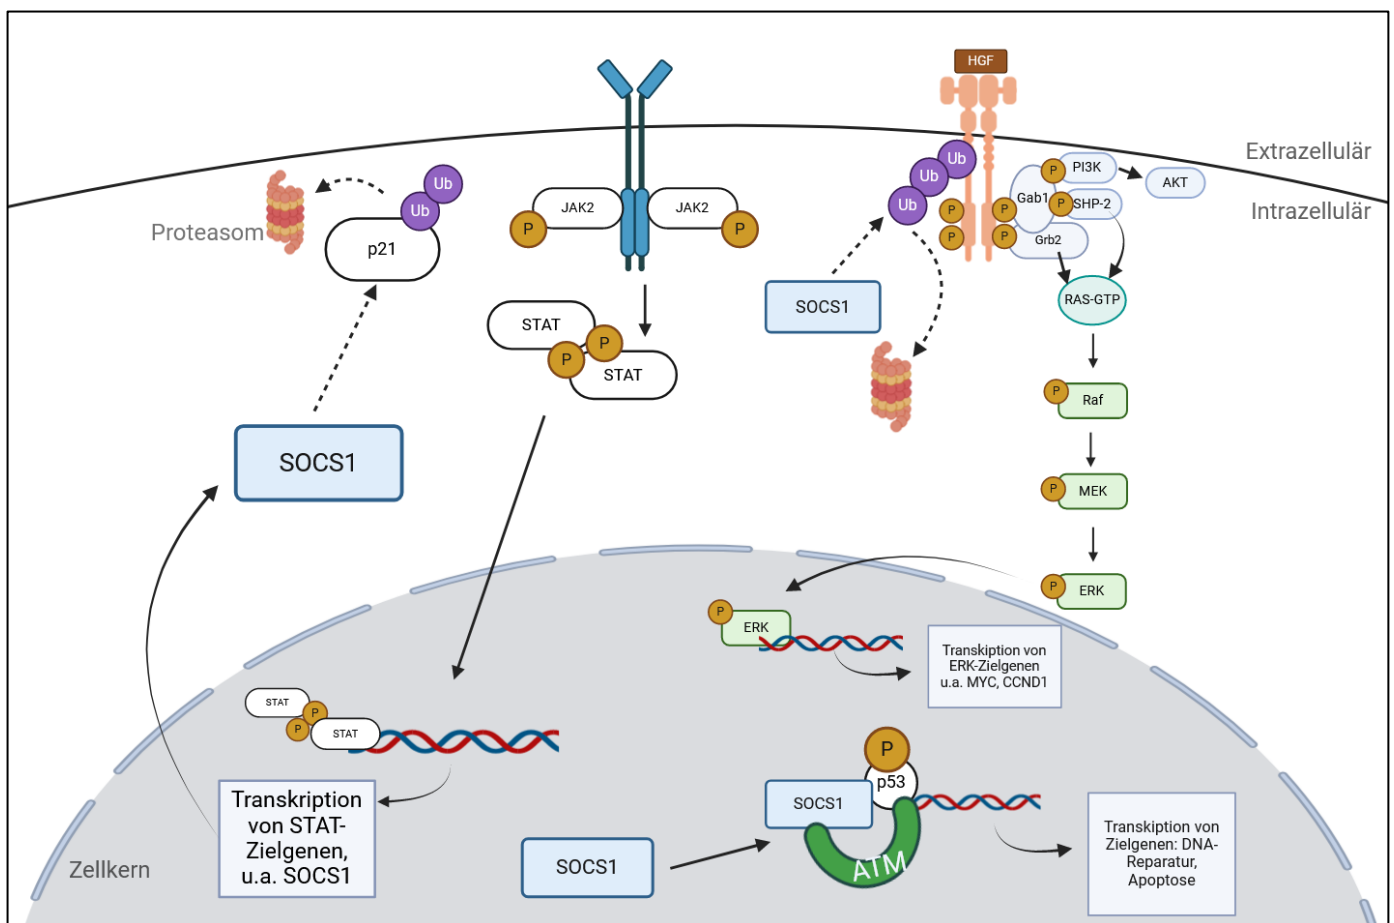 HGF
Extrazellulär
Intrazellulär
Ub
Ub
Proteasom
p21
JAK2
JAK2
P
P
STAT
P
P
STAT
Ub
Ub
Ub
P
P
P
P
P
P
Gab1
PI3K
AKT
SHP-2
Grb2
SOCS1
RAS-GTP
P
Raf
P
MEK
P
ERK
SOCS1
P
ERK
Transkiption von
ERK-Zielgenen
u.a. MYC, CCND1
STAT
P
P
STAT
Transkription
von STAT-
Zielgenen,
u.a. SOCS1
Zellkern
SOCS1
SOCS1
P
p53
ATM
Transkiption von
Zielgenen: DNA-
Reparatur,
Apoptose